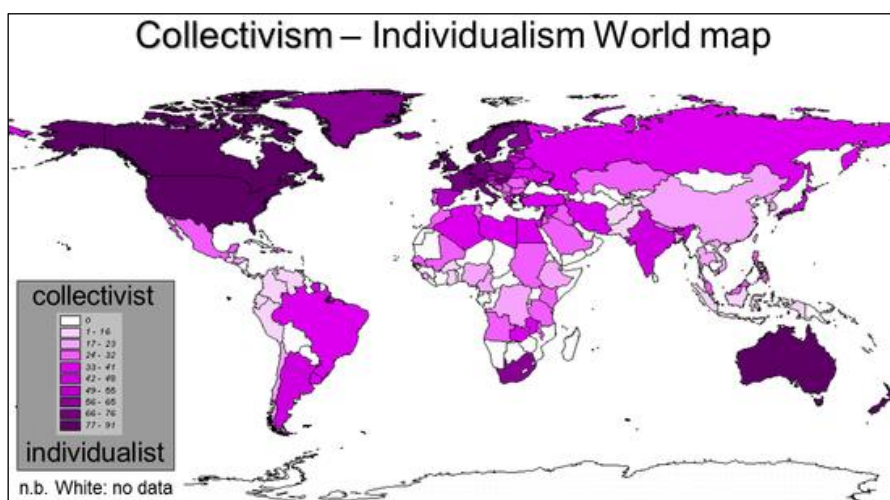 Collectivism – Individualism World map
collectivist
0
1 - 16
17 - 23
24 - 32
33 - 41
42 - 48
49 - 55
56 - 65
66 - 76
77 - 91
individualist
n.b. White: no data